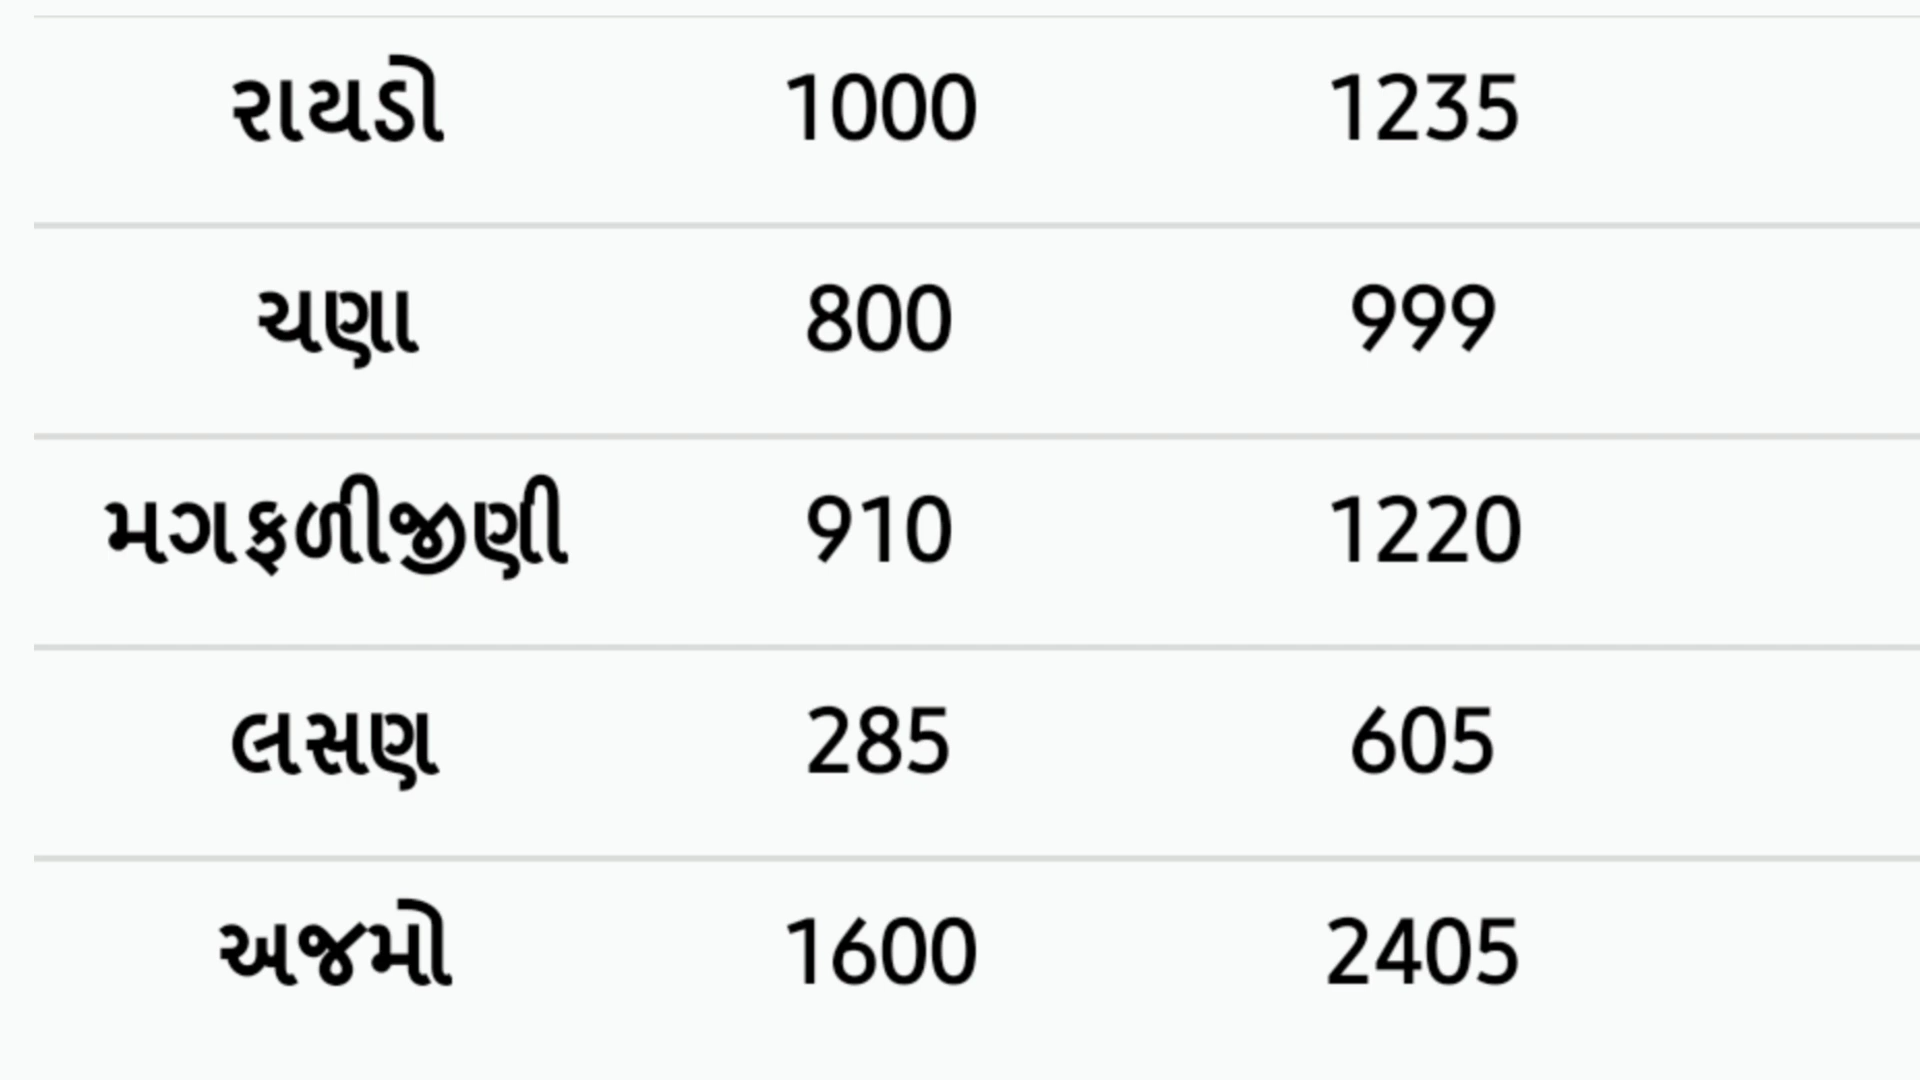 રાયડો 1000 1235
ચણા 800 999
મગફળીજીણી 910 1220
લસણ 285 605
અજમો 1600 2405